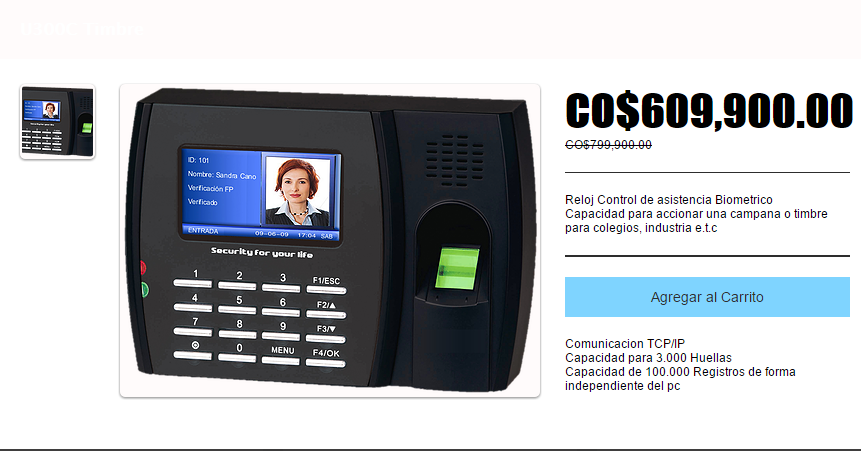 CO$609,900.00
CO$799,900.00
Reloj Control de asistencia Biometrico
Capacidad para accionar una campana o timbre
para colegios, industria e.t.c
Agregar al Carrito
Comunicacion TCP/IP
Capacidad para 3.000 Huellas
Capacidad de 100.000 Registros de forma
independiente del pc
ID: 101
Nombre: Sandra Cano
Verificación FP
Verificado
ENTRADA 09-06-09 17:04 SAB
Security for your life
1 2 3 F1/ESC
4 5 6 F2/▲
7 8 9 F3/▼
0 MENU F4/OK